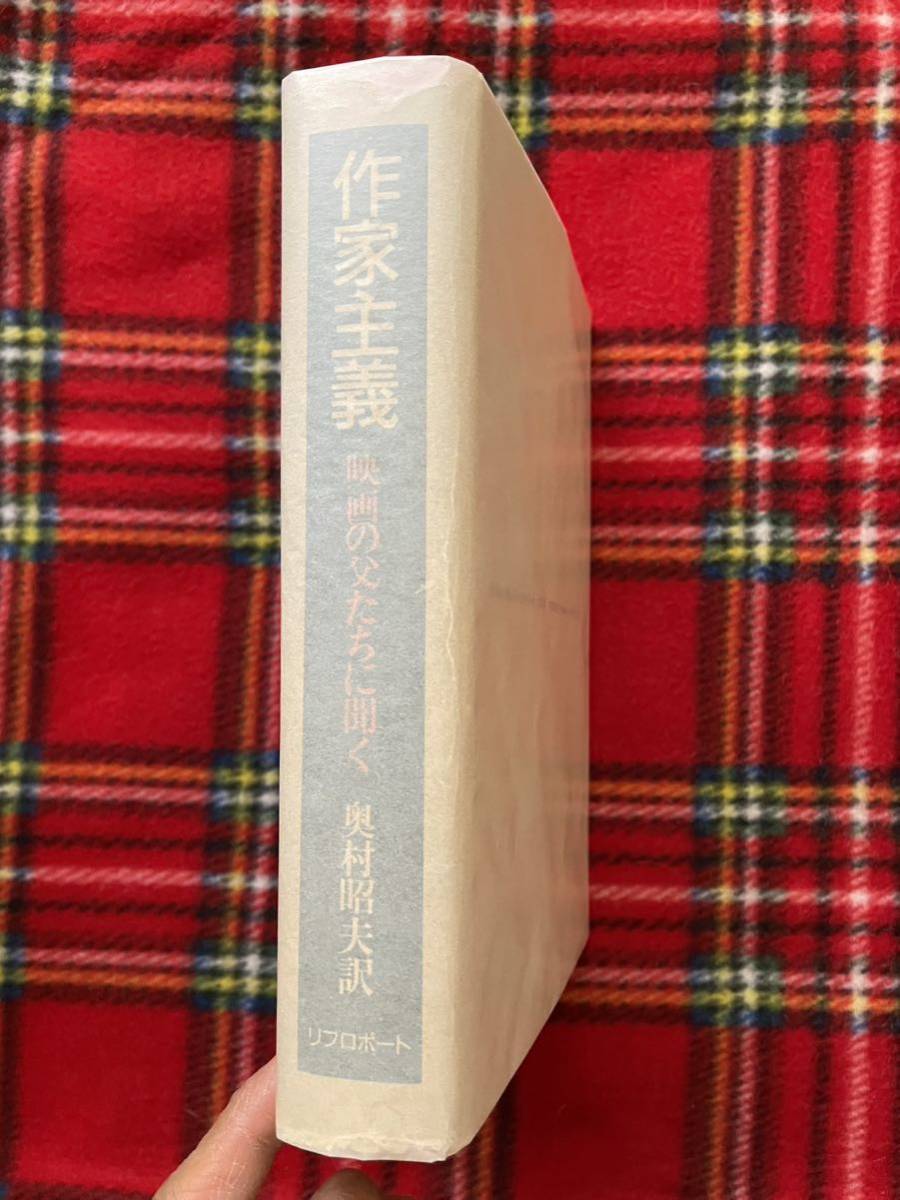 作家主義
映画の父たちに聞く
奥村昭夫訳
リブロポート